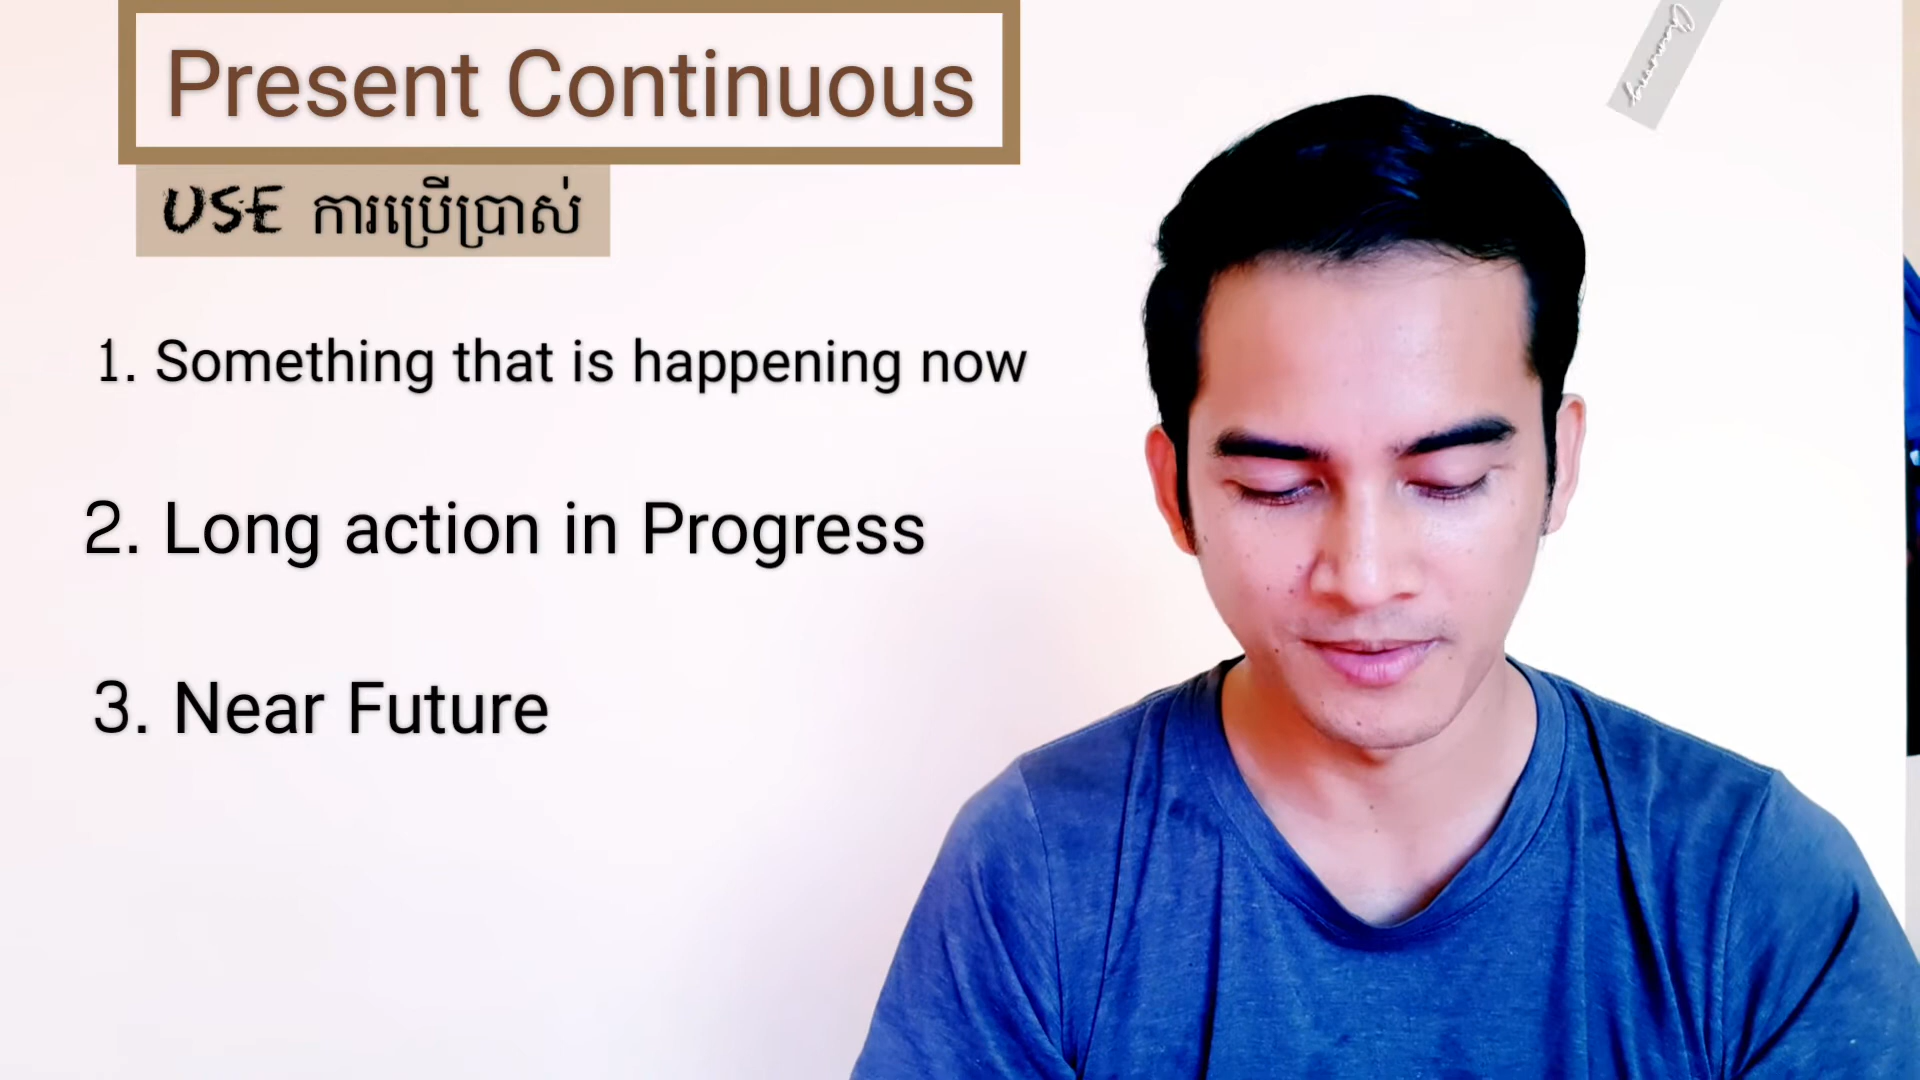 Present Continuous
USE ការប្រើប្រាស់
1. Something that is happening now
2. Long action in Progress
3. Near Future